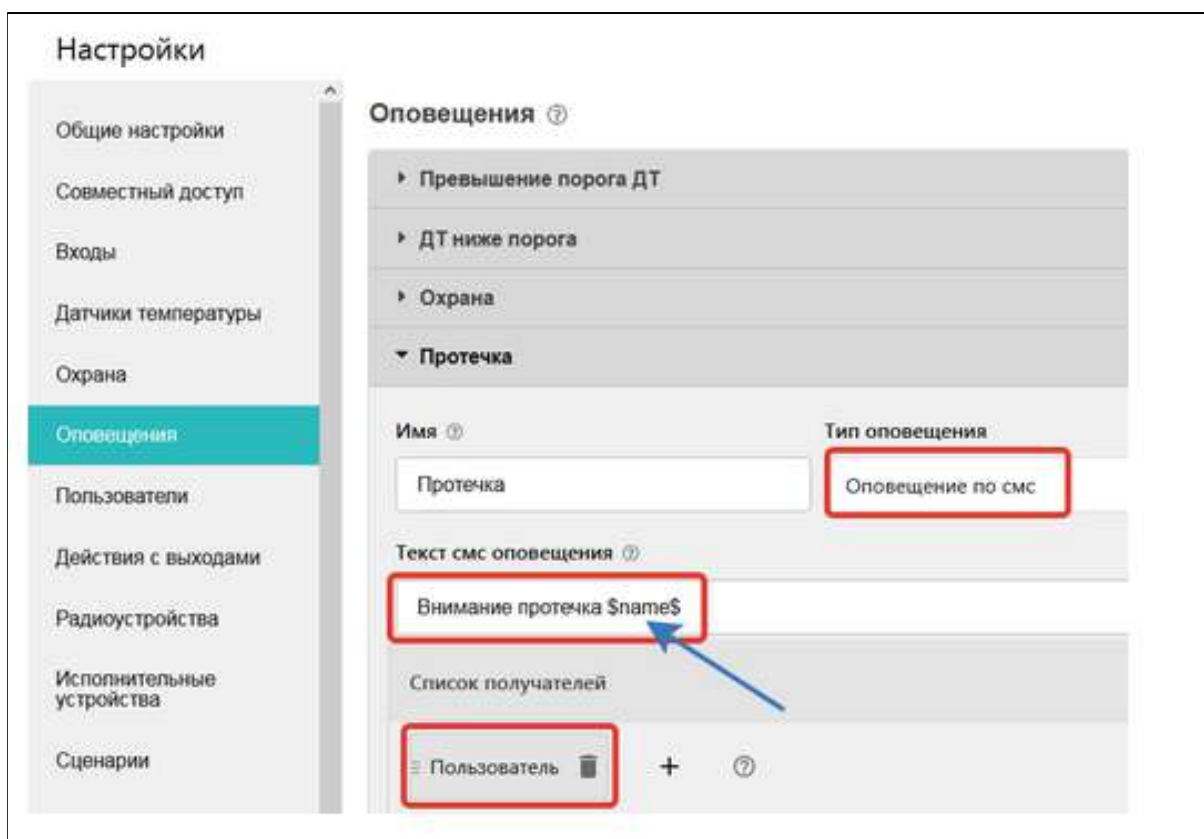 Настройки
Общие настройки
Совместный доступ
Входы
Датчики температуры
Охрана
Оповещения
Пользователи
Действия с выходами
Радиоустройства
Исполнительные
устройства
Сценарии
Оповещения ?
Превышение порога ДТ
ДТ ниже порога
Охрана
Протечка
Имя ? Тип оповещения
Протечка Оповещение по смс
Текст смс оповещения ?
Внимание протечка $name$
Список получателей
Пользователь + ?